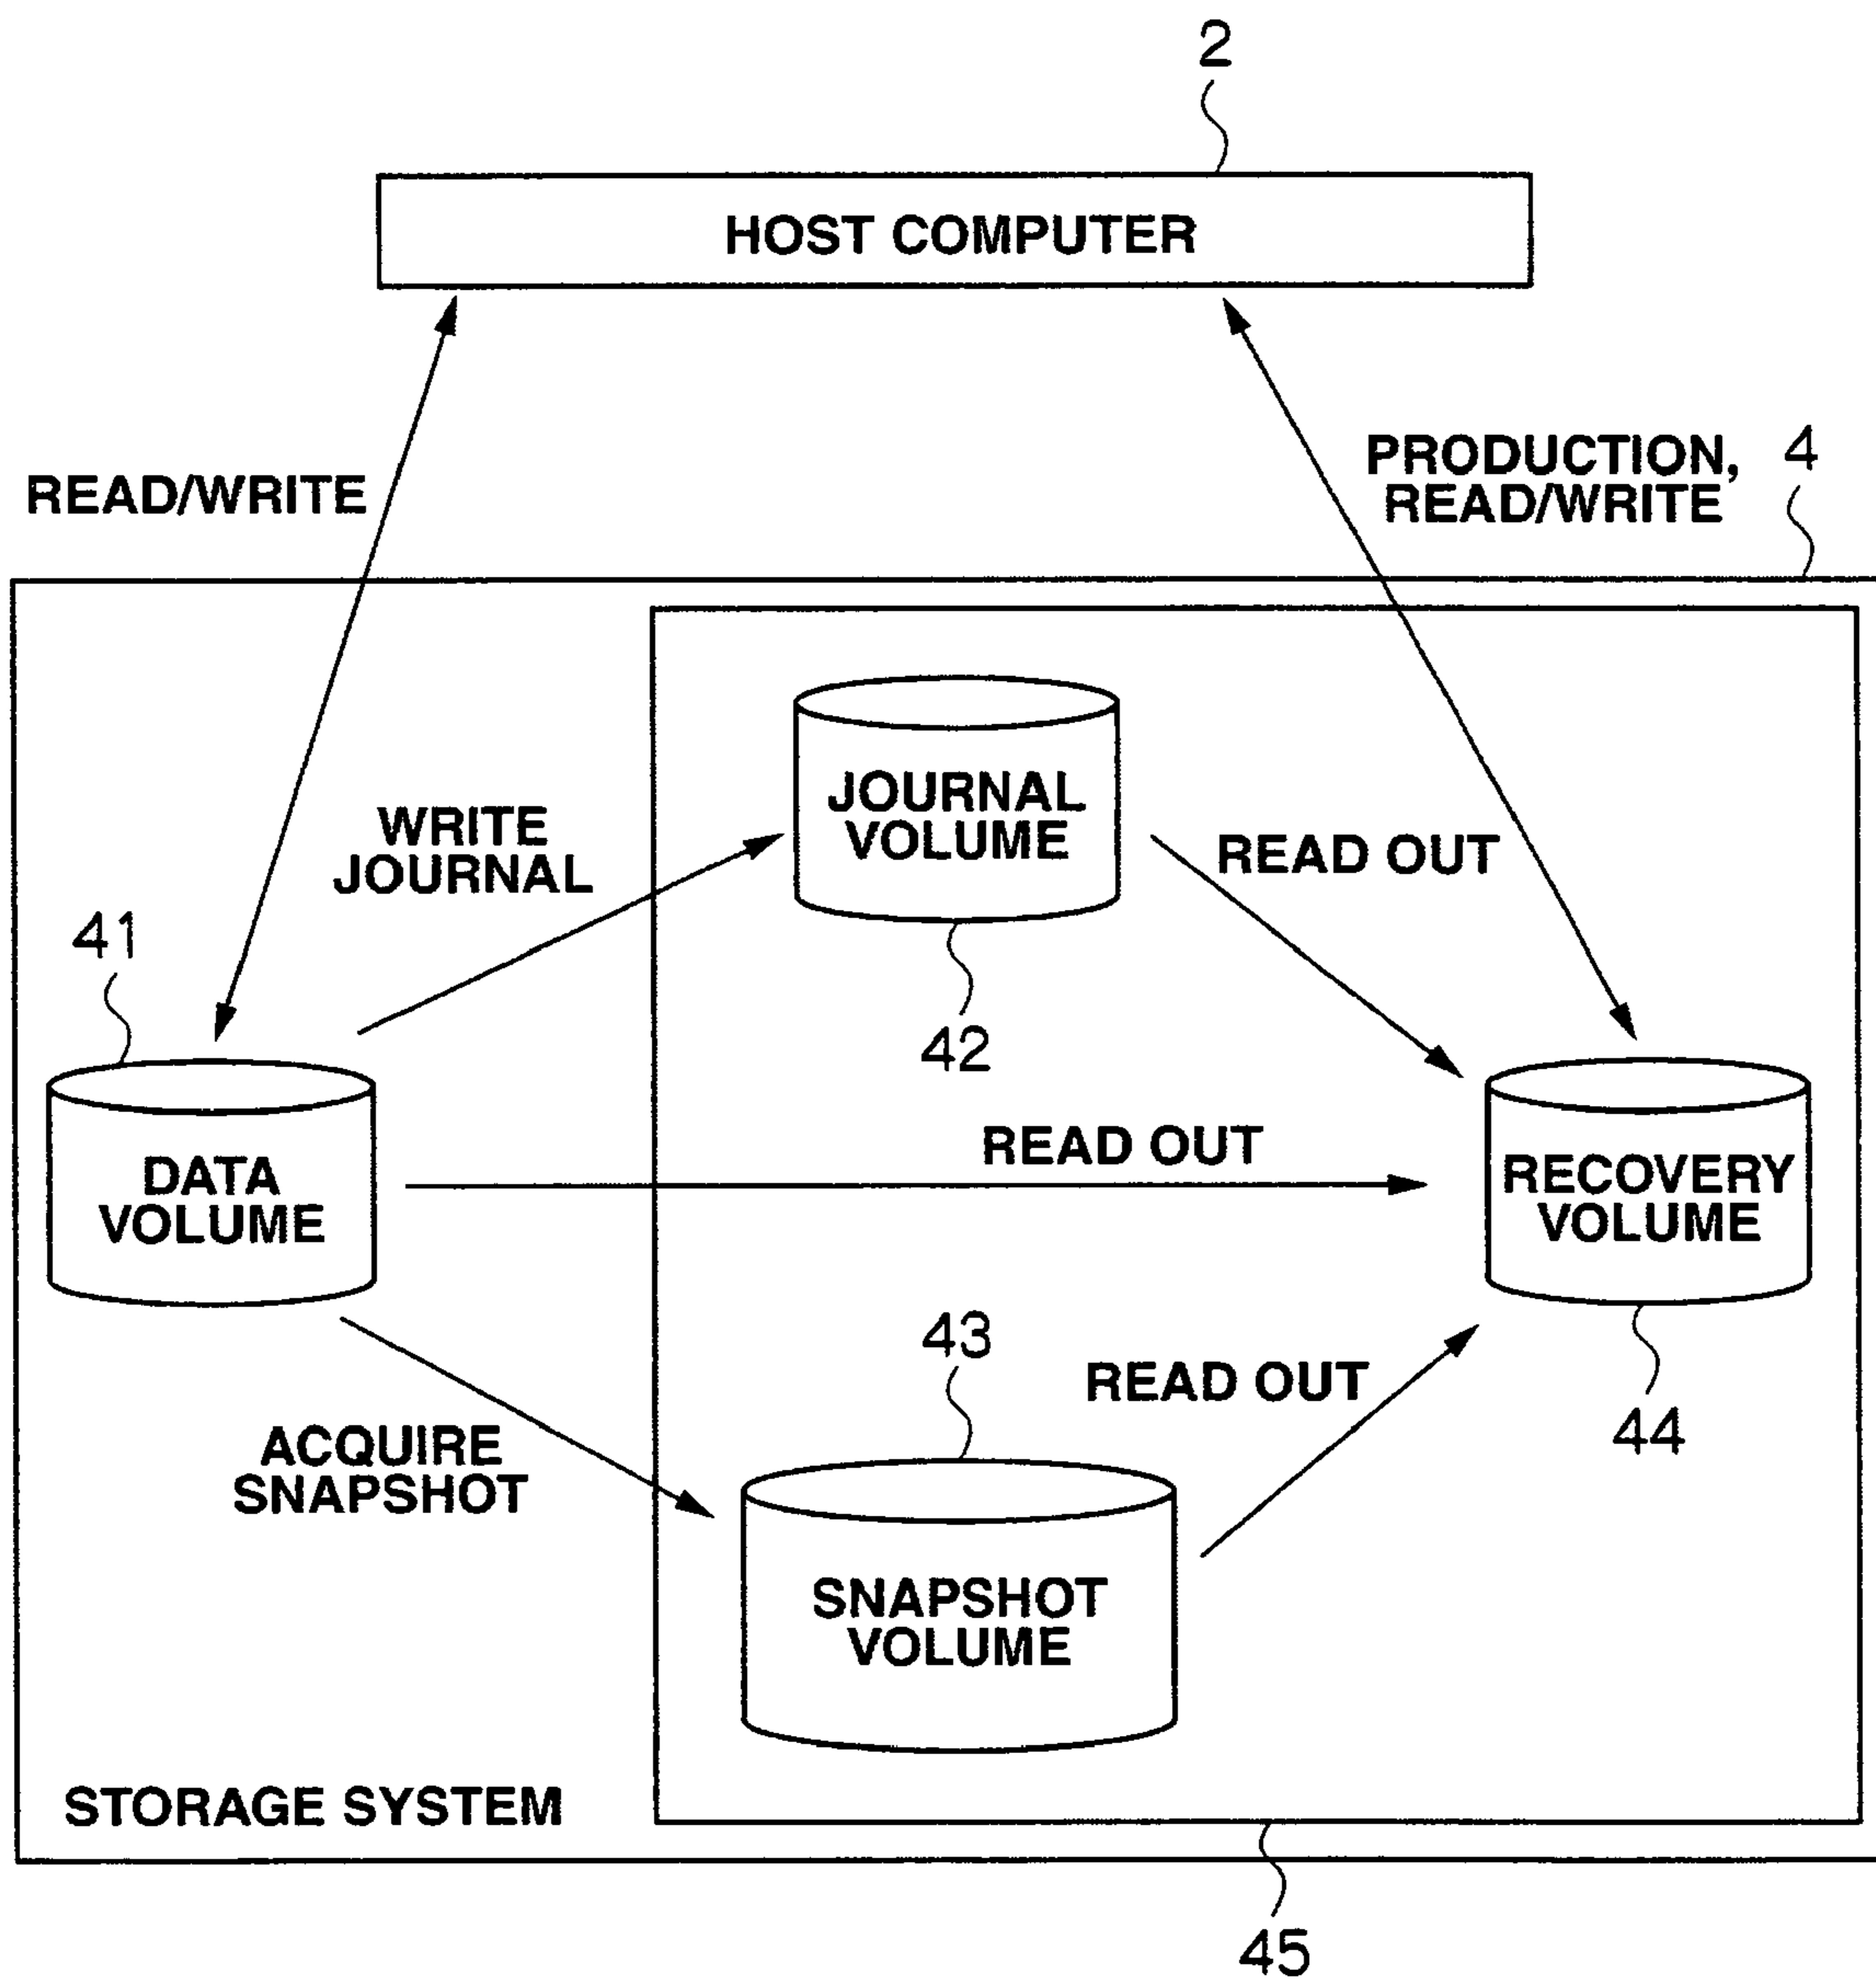 2
HOST COMPUTER
READ/WRITE
PRODUCTION,
READ/WRITE
4
JOURNAL
VOLUME
WRITE
JOURNAL
READ OUT
41
42
DATA
VOLUME
READ OUT
RECOVERY
VOLUME
43
READ OUT
44
ACQUIRE
SNAPSHOT
SNAPSHOT
VOLUME
STORAGE SYSTEM
45